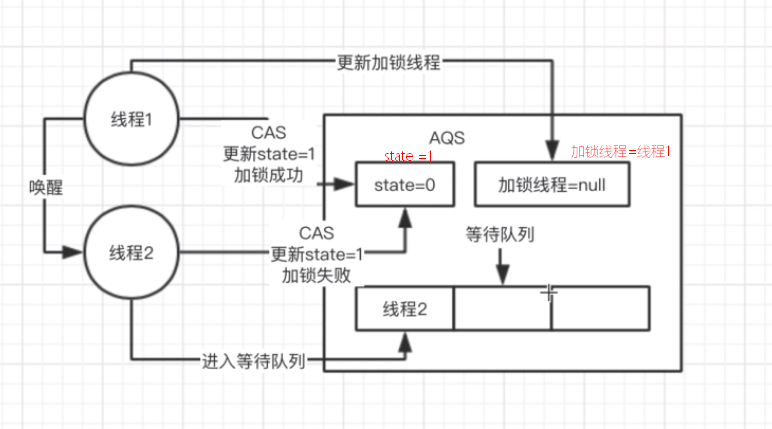 更新加锁线程
线程1
CAS
更新state=1
加锁成功
AQS
state =1
加锁线程=线程1
state=0
加锁线程=null
唤醒
线程2
CAS
更新state=1
加锁失败
等待队列
线程2
进入等待队列